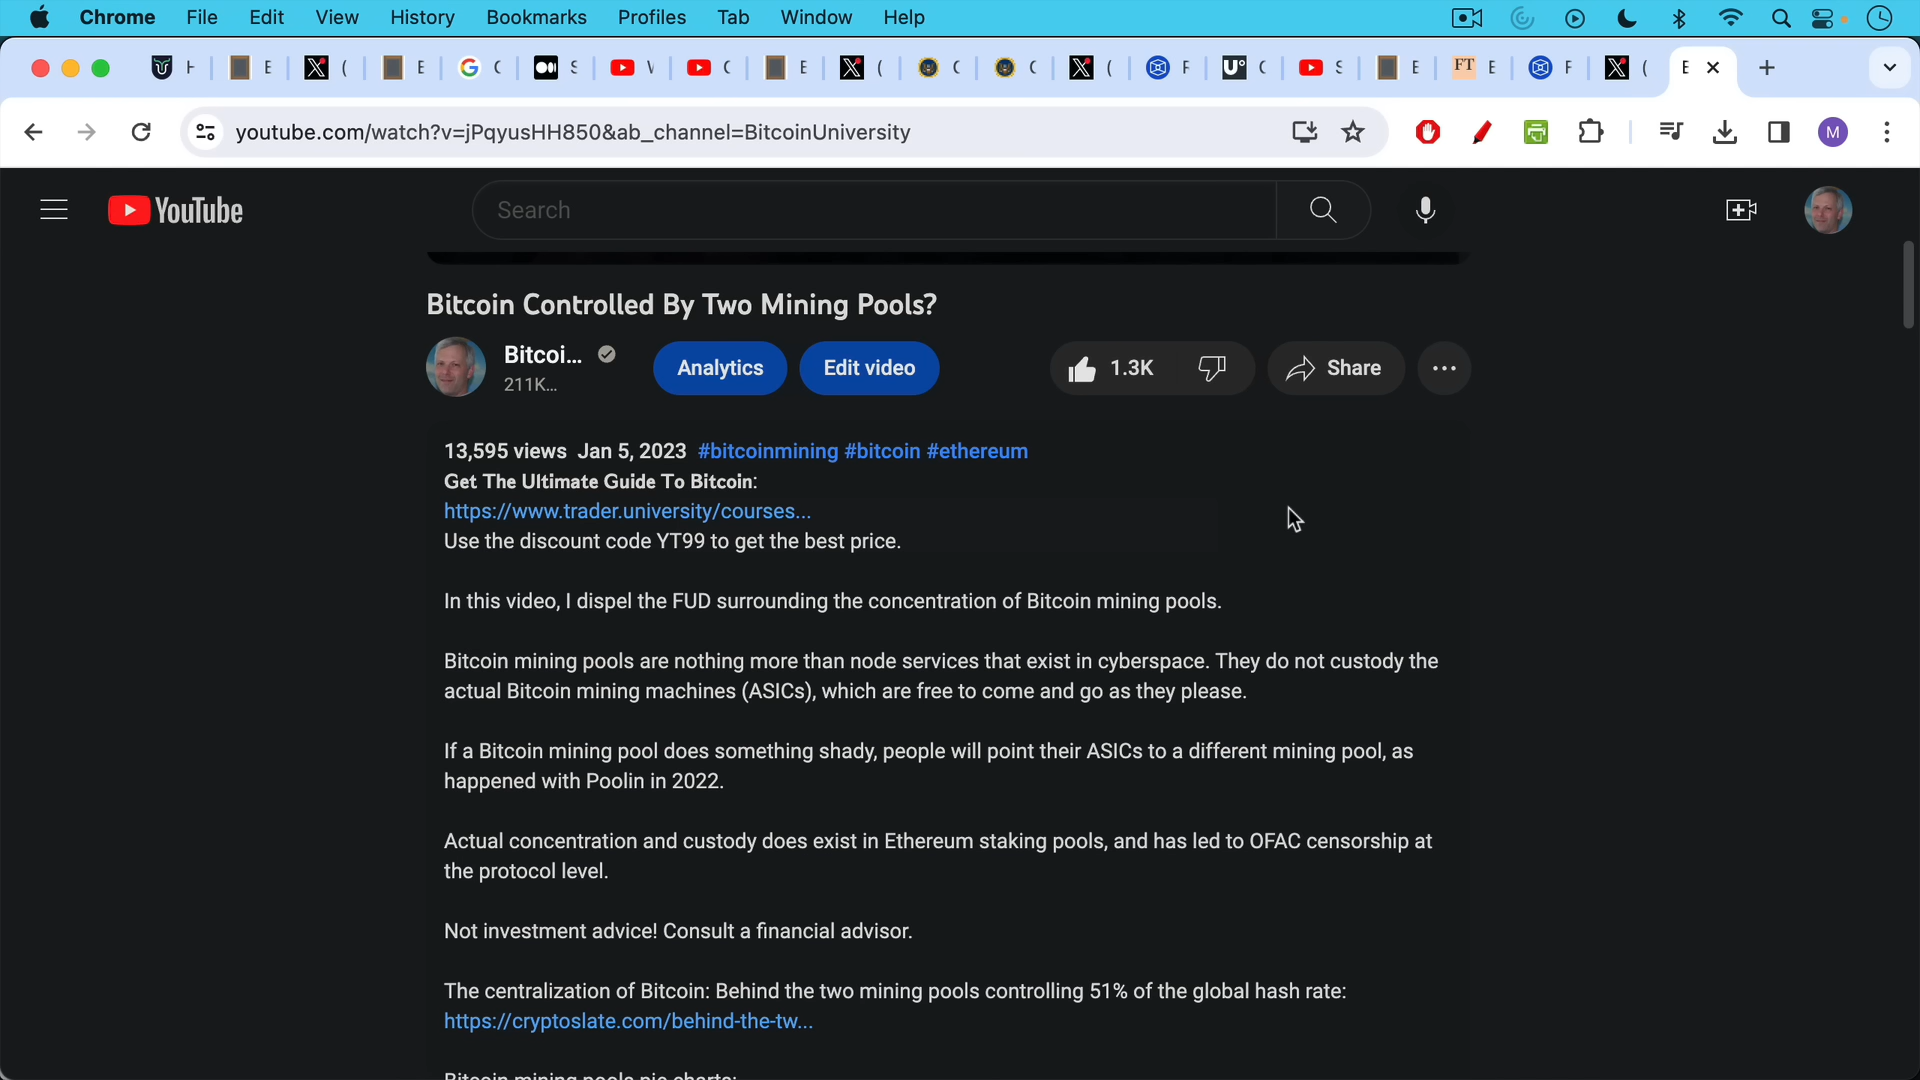 Chrome File Edit View History Bookmarks Profiles Tab Window Help
youtube.com/watch?v=jPqyusHH850&ab_channel=BitcoinUniversity
M
YouTube
Search
Bitcoin Controlled By Two Mining Pools?
Bitcoi...
211K...
Analytics
Edit video
1.3K
Share
13,595 views Jan 5, 2023 #bitcoinmining #bitcoin #ethereum
Get The Ultimate Guide To Bitcoin:
https://www.trader.university/courses...
Use the discount code YT99 to get the best price.
In this video, I dispel the FUD surrounding the concentration of Bitcoin mining pools.
Bitcoin mining pools are nothing more than node services that exist in cyberspace. They do not custody the
actual Bitcoin mining machines (ASICs), which are free to come and go as they please.
If a Bitcoin mining pool does something shady, people will point their ASICs to a different mining pool, as
happened with Poolin in 2022.
Actual concentration and custody does exist in Ethereum staking pools, and has led to OFAC censorship at
the protocol level.
Not investment advice! Consult a financial advisor.
The centralization of Bitcoin: Behind the two mining pools controlling 51% of the global hash rate:
https://cryptoslate.com/behind-the-tw...
Bitcoin mining pools pie charts: